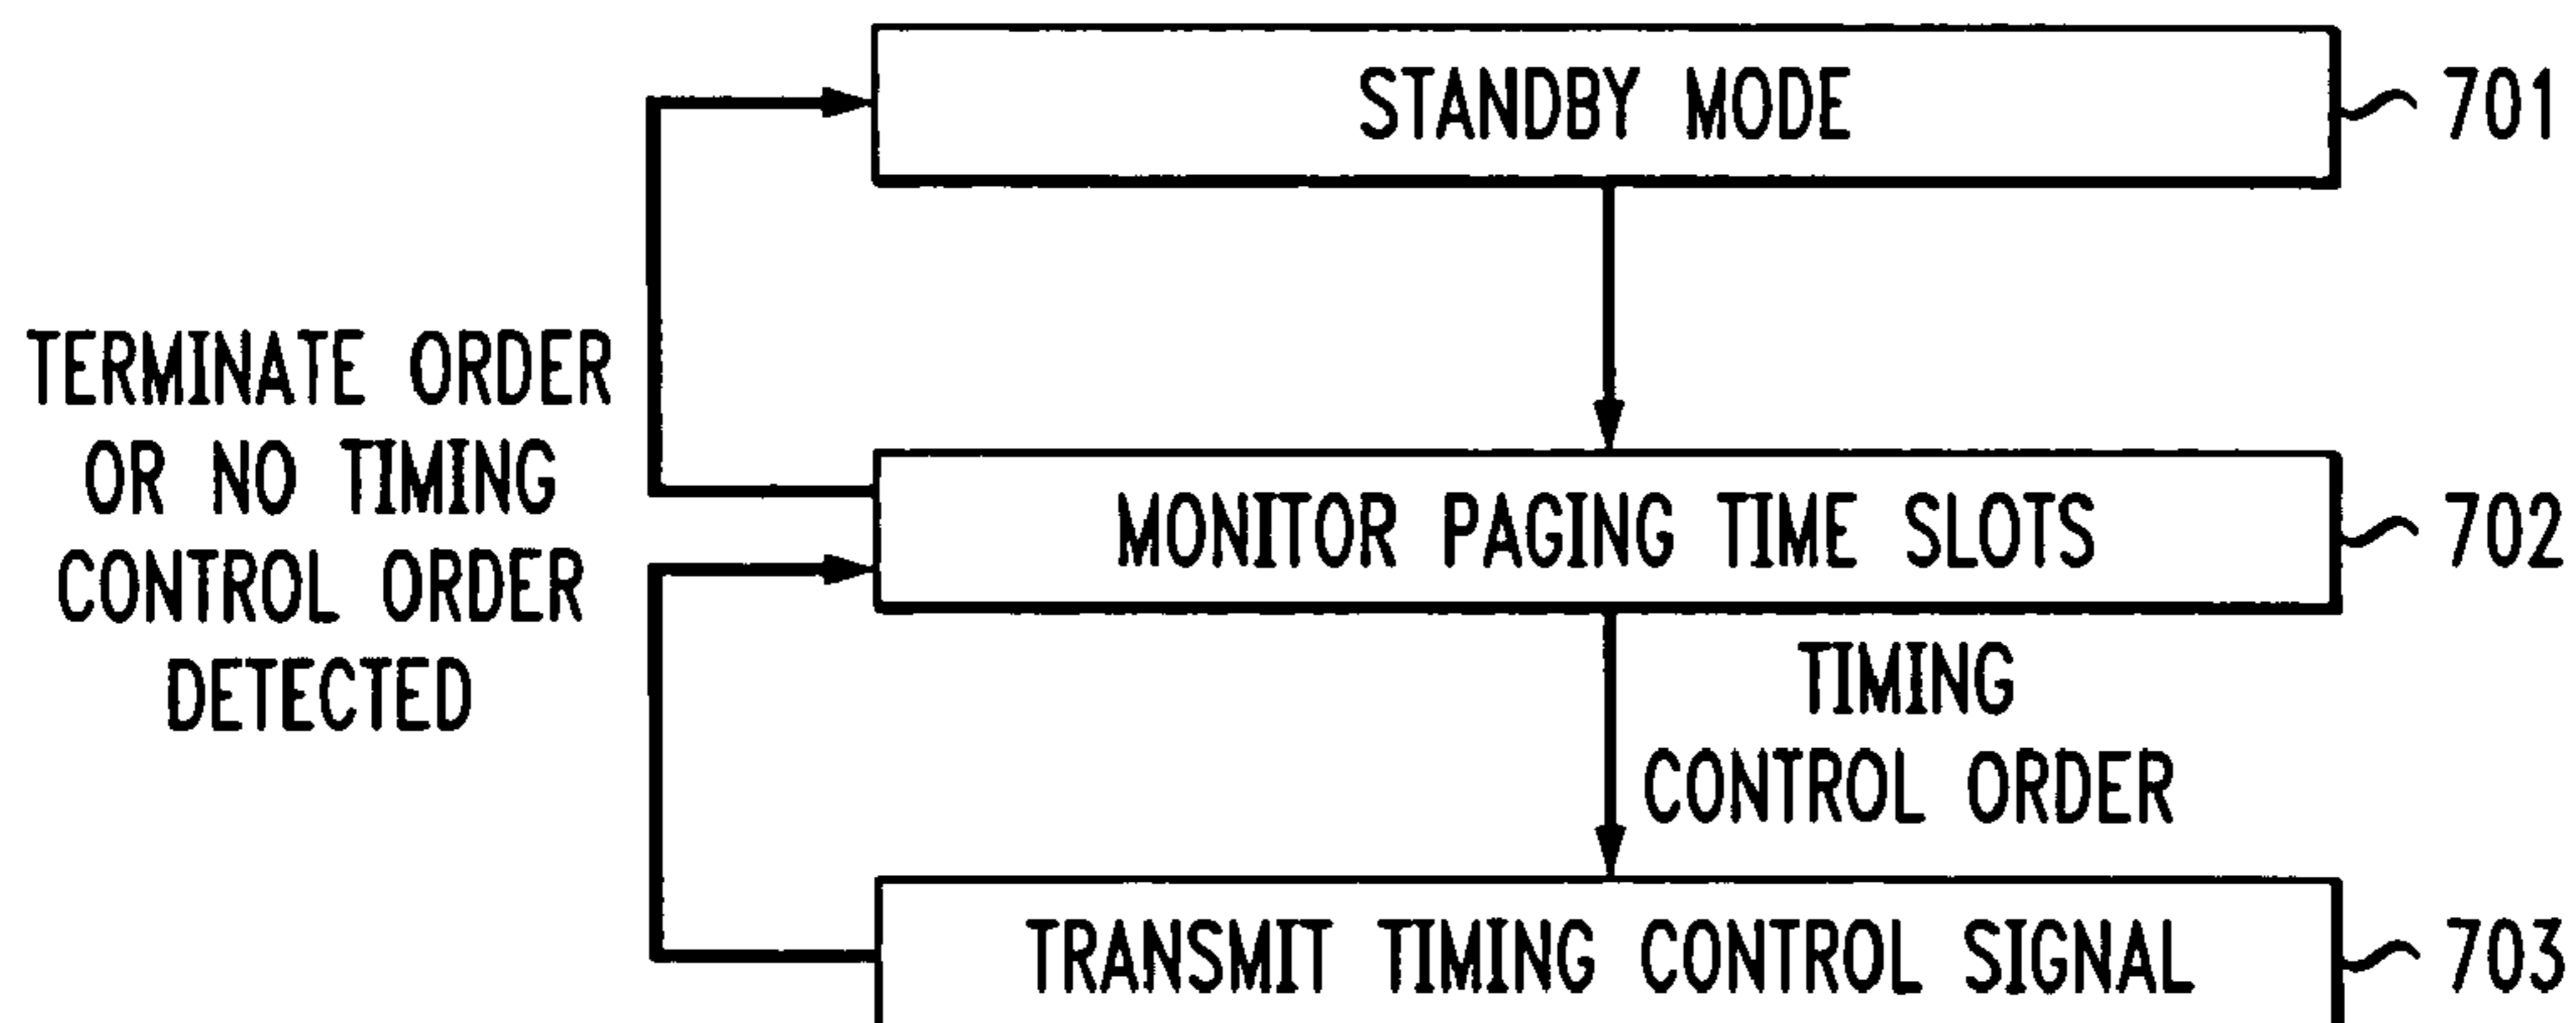 STANDBY MODE
701
TERMINATE ORDER
OR NO TIMING
CONTROL ORDER
DETECTED
MONITOR PAGING TIME SLOTS
702
TIMING
CONTROL ORDER
TRANSMIT TIMING CONTROL SIGNAL
703